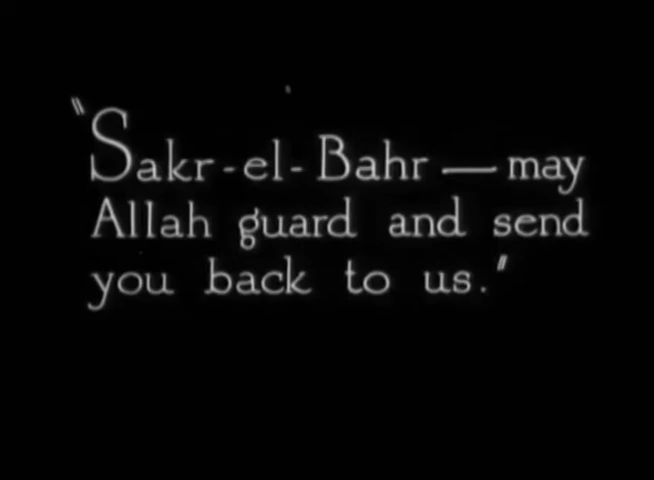 "Sakr-el-Bahr — may
Allah guard and send
you back to us."